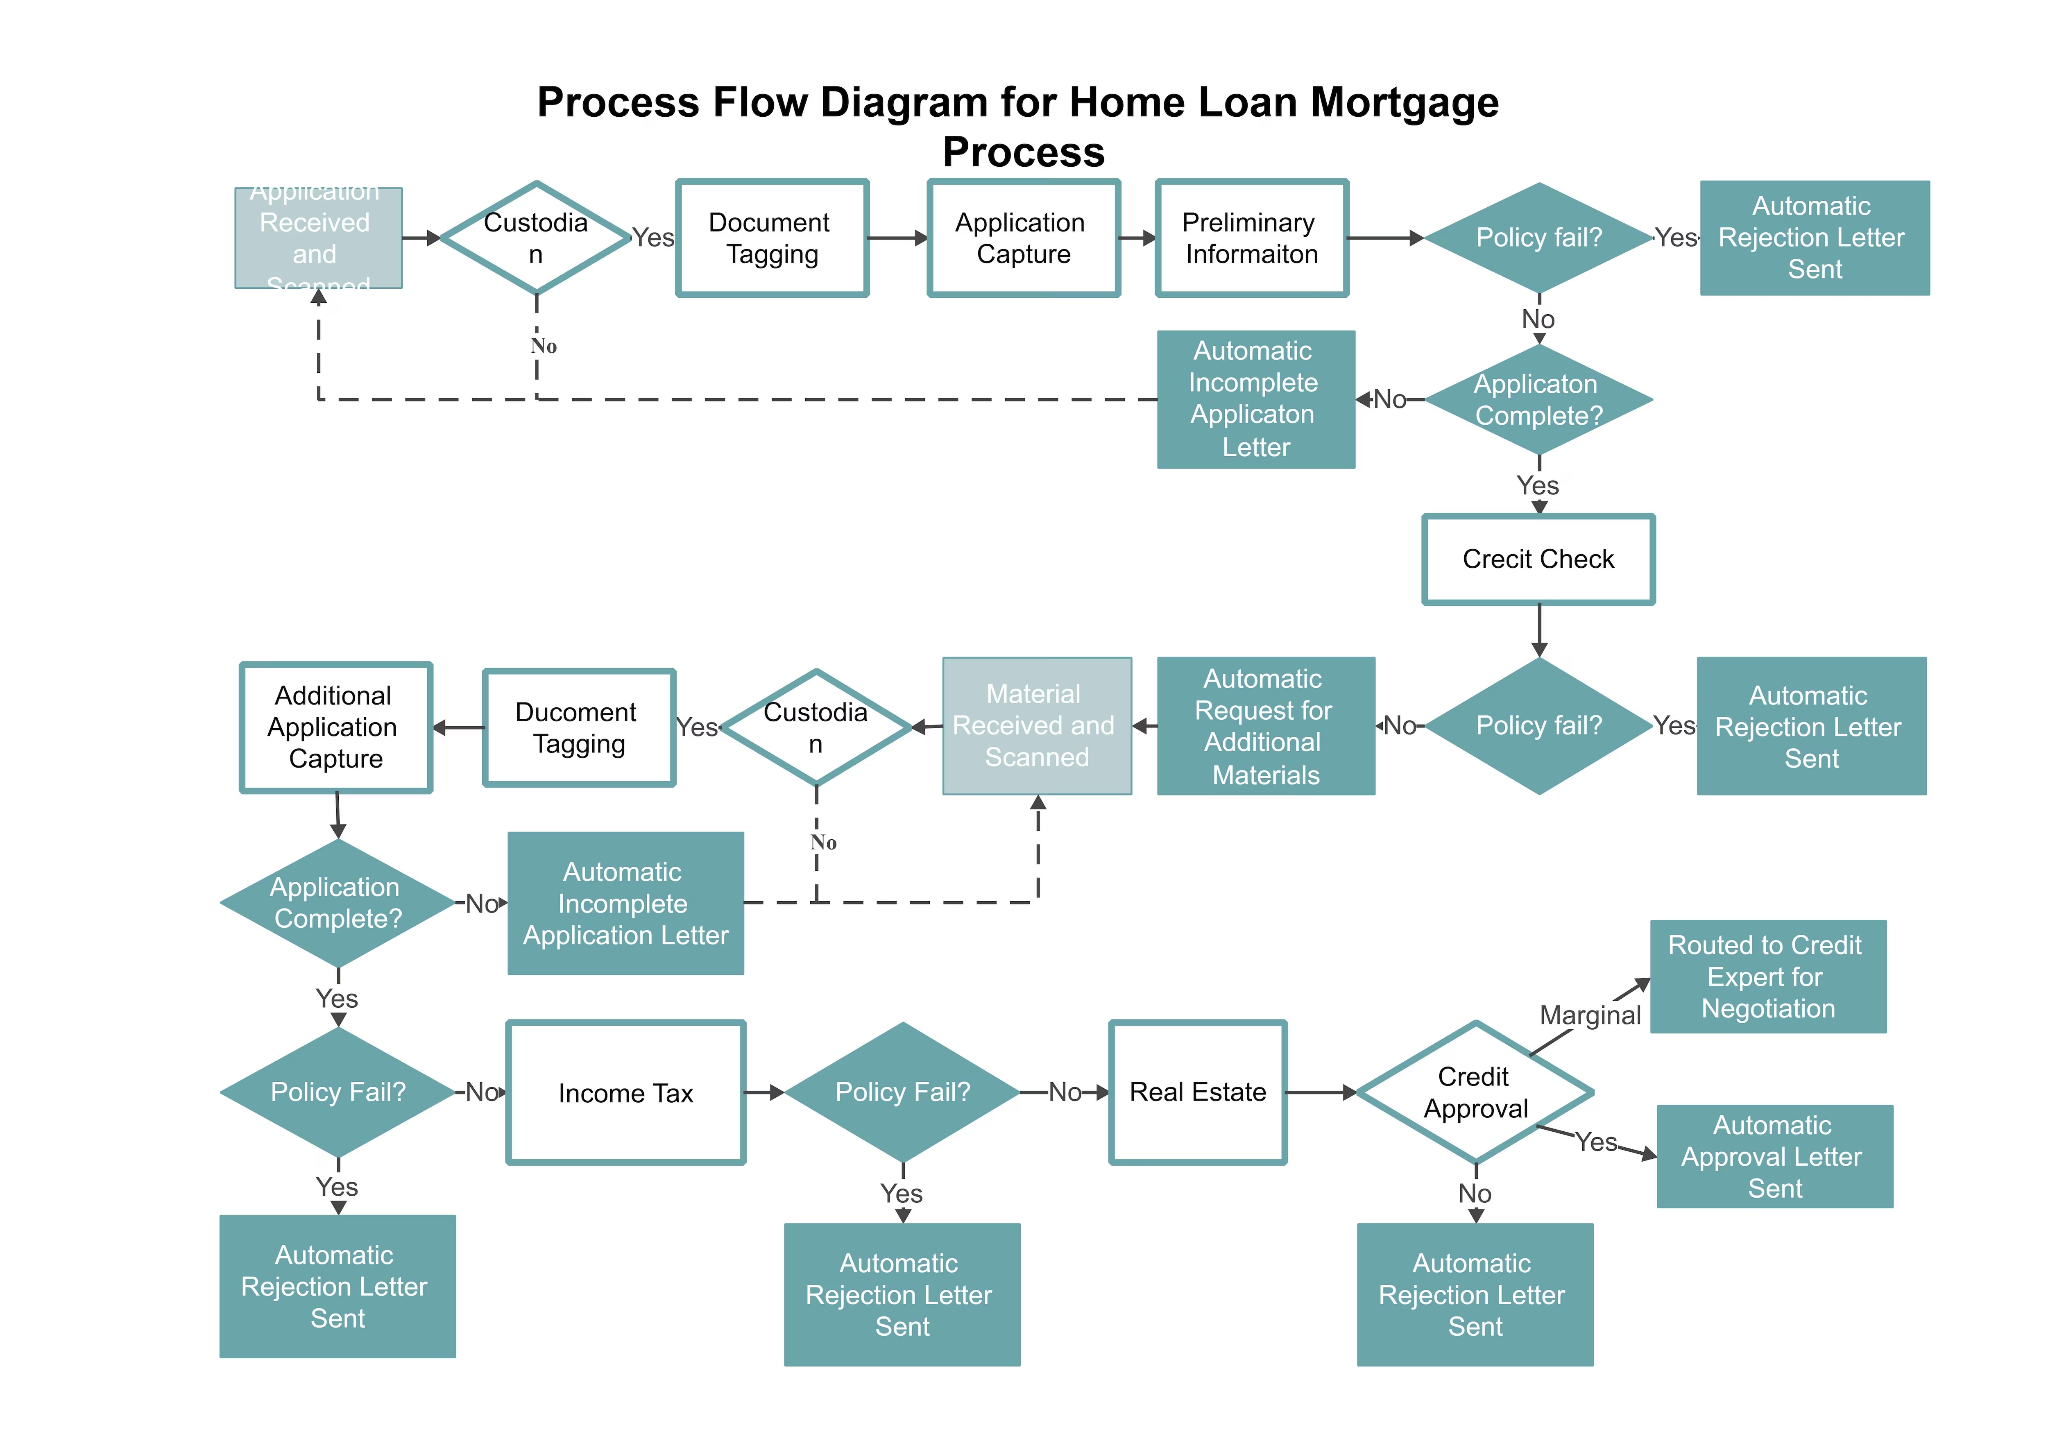 Process Flow Diagram for Home Loan Mortgage
Process
Application
Received
and
Scanned
Custodia
n
Yes
Document
Tagging
Application
Capture
Preliminary
Informaiton
Policy fail?
Yes
Automatic
Rejection Letter
Sent
No
No
Automatic
Incomplete
Applicaton
Letter
No
Applicaton
Complete?
Yes
Crecit Check
Additional
Application
Capture
Ducoment
Tagging
Yes
Custodia
n
Material
Received and
Scanned
Automatic
Request for
Additional
Materials
No
Policy fail?
Yes
Automatic
Rejection Letter
Sent
No
Application
Complete?
No
Automatic
Incomplete
Application Letter
Yes
Routed to Credit
Expert for
Negotiation
Marginal
Policy Fail?
No
Income Tax
Policy Fail?
No
Real Estate
Credit
Approval
Yes
Automatic
Approval Letter
Sent
Yes
Yes
No
Automatic
Rejection Letter
Sent
Automatic
Rejection Letter
Sent
Automatic
Rejection Letter
Sent